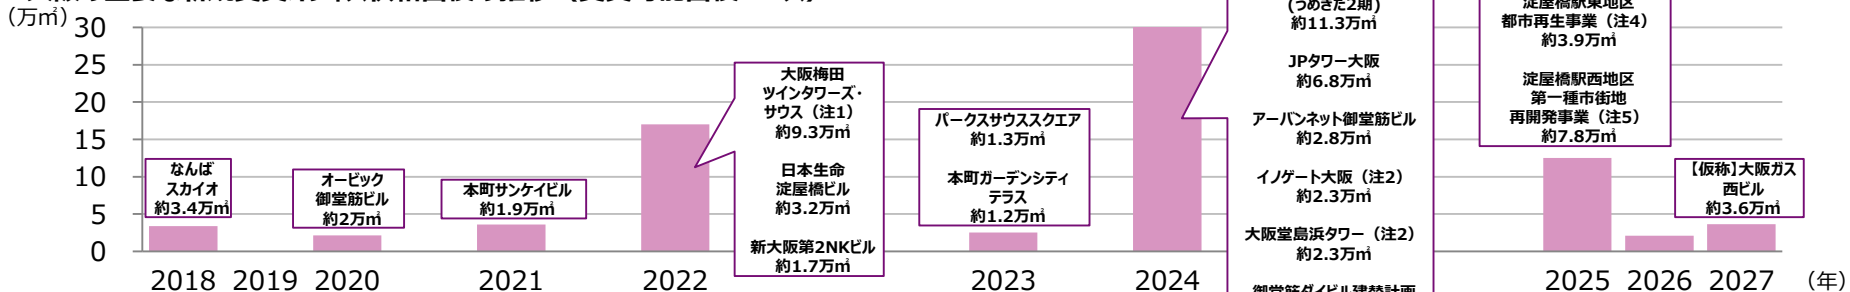 （万㎡）
30
25
20
15
10
5
0
なんば
スカイオ
約3.4万㎡
オービック
御堂筋ビル
約2万㎡
本町サンケイビル
約1.9万㎡
大阪梅田
ツインタワーズ・
サウス（注1）
約9.3万㎡
日本生命
淀屋橋ビル
約3.2万㎡
新大阪第2NKビル
約1.7万㎡
パークスサウススクエア
約1.3万㎡
本町ガーデンシティ
テラス
約1.2万㎡
(うめきた2期)
約11.3万㎡
JPタワー大阪
約6.8万㎡
アーバンネット御堂筋ビル
約2.8万㎡
イノゲート大阪（注2）
約2.3万㎡
大阪堂島浜タワー（注2）
約2.3万㎡
御堂筋ダイビル建替計画
淀屋橋駅東地区
都市再生事業（注4）
約3.9万㎡
淀屋橋駅西地区
第一種市街地
再開発事業（注5）
約7.8万㎡
【仮称】大阪ガス
西ビル
約3.6万㎡
2018 2019 2020 2021 2022 2023 2024 2025 2026 2027 （年）